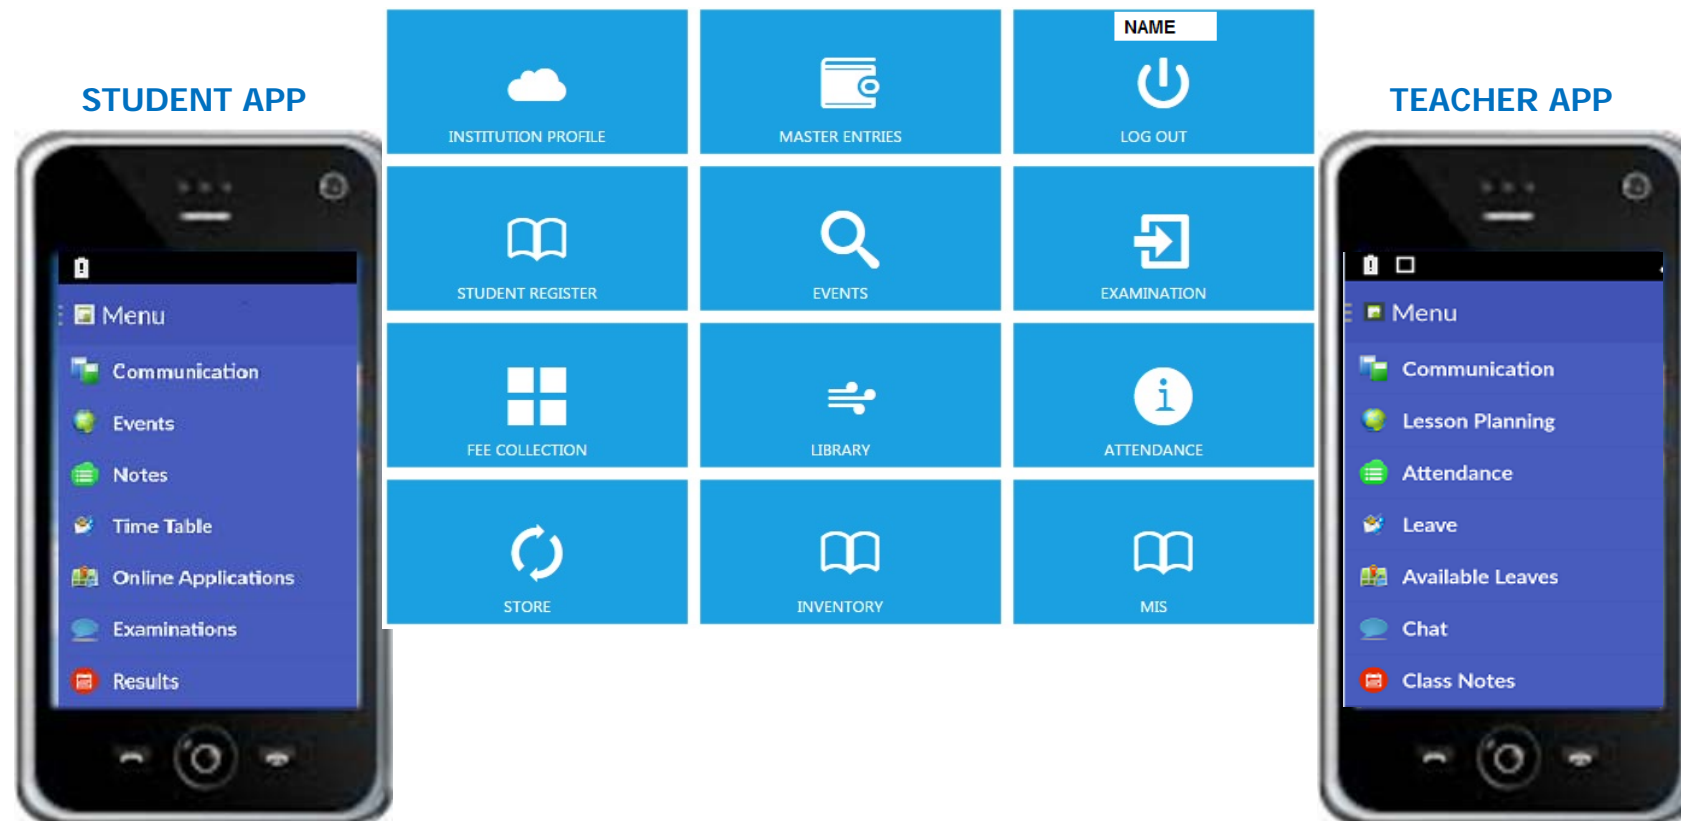 STUDENT APP
Menu
Communication
Events
Notes
Time Table
Online Applications
Examinations
Results
INSTITUTION PROFILE
MASTER ENTRIES
NAME
LOG OUT
STUDENT REGISTER
EVENTS
EXAMINATION
FEE COLLECTION
LIBRARY
ATTENDANCE
STORE
INVENTORY
MIS
TEACHER APP
Menu
Communication
Lesson Planning
Attendance
Leave
Available Leaves
Chat
Class Notes